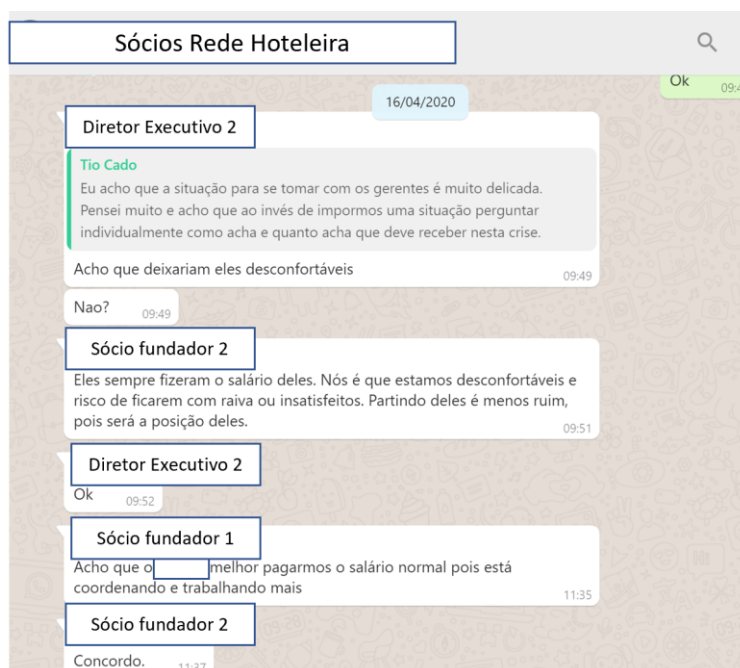 Sócios Rede Hoteleira
Ok
16/04/2020
Diretor Executivo 2
Tio Cado
Eu acho que a situação para se tomar com os gerentes é muito delicada.
Pensei muito e acho que ao invés de impormos uma situação perguntar
individualmente como acha e quanto acha que deve receber nesta crise.
Acho que deixariam eles desconfortáveis
09:49
Nao?
09:49
Sócio fundador 2
Eles sempre fizeram o salário deles. Nós é que estamos desconfortáveis e
risco de ficarem com raiva ou insatisfeitos. Partindo deles é menos ruim,
pois será a posição deles.
09:51
Diretor Executivo 2
Ok
09:52
Sócio fundador 1
Acho que o melhor pagarmos o salário normal pois está
coordenando e trabalhando mais
11:35
Sócio fundador 2
Concordo.
11:37